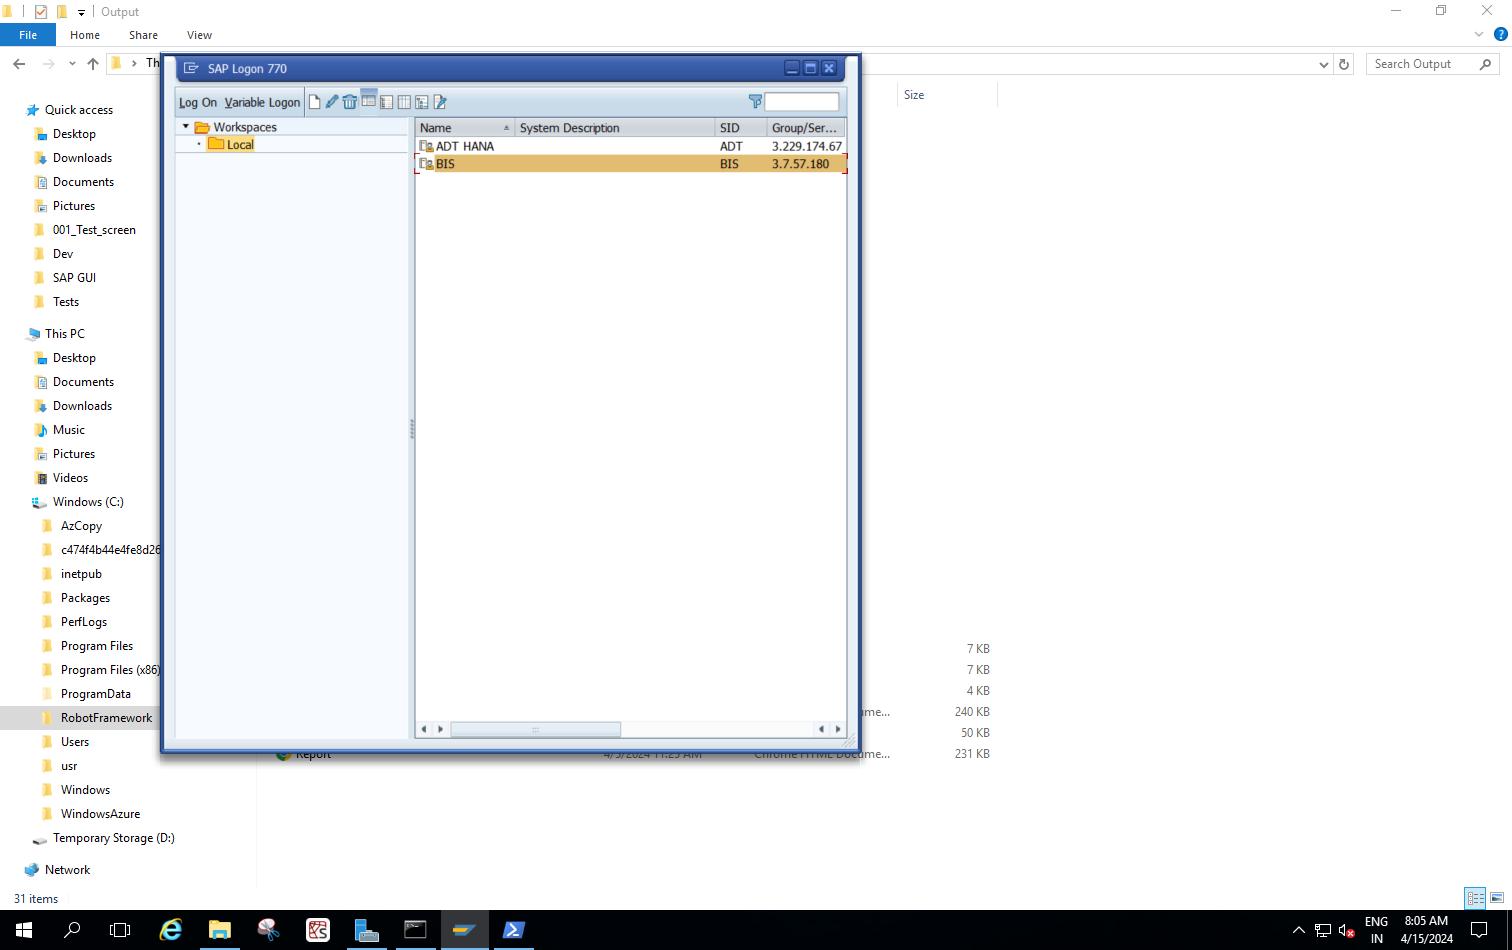 Output
File Home Share View
Th
Search Output
SAP Logon 770
Log On Variable Logon
Workspaces
Local
Name System Description SID Group/Ser...
ADT HANA ADT 3.229.174.67
BIS BIS 3.7.57.180
Size
Quick access
Desktop
Downloads
Documents
Pictures
001_Test_screen
Dev
SAP GUI
Tests
This PC
Desktop
Documents
Downloads
Music
Pictures
Videos
Windows (C:)
AzCopy
c474f4b44e4fe8d26
inetpub
Packages
PerfLogs
Program Files
Program Files (x86)
ProgramData
RobotFramework
Users
usr
Windows
WindowsAzure
Temporary Storage (D:)
Network
7 KB
7 KB
4 KB
ume... 240 KB
50 KB
Report 4/5/2024 11:25 AM Chrome HTML Docume... 231 KB
31 items
ENG
IN
8:05 AM
4/15/2024